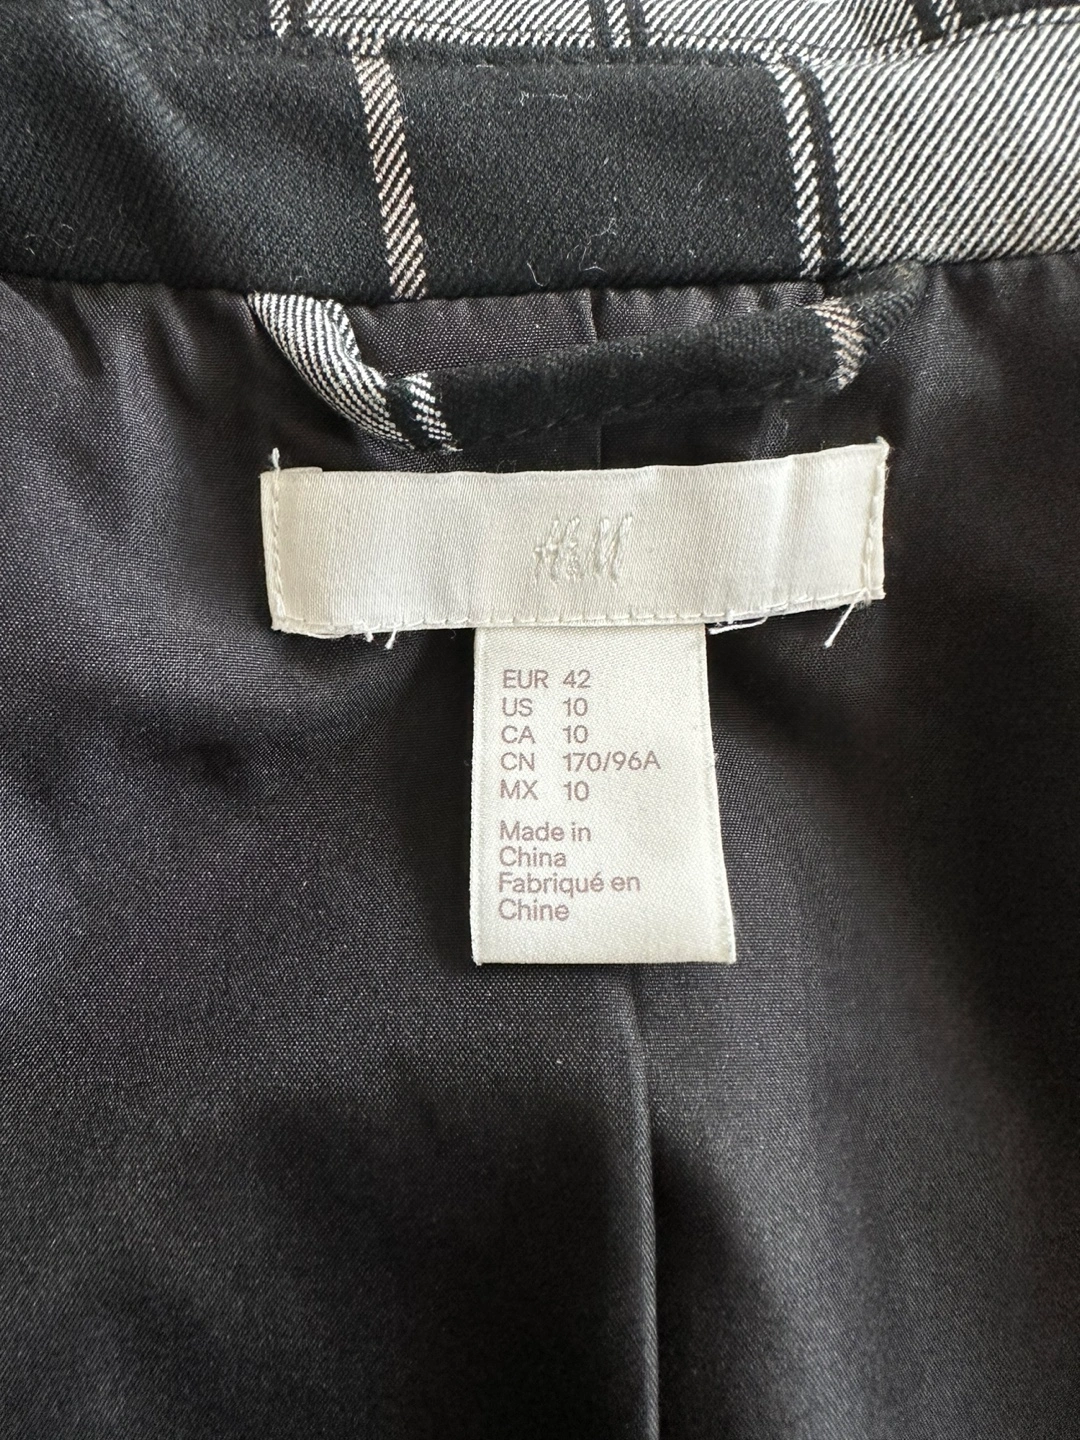 H&M
EUR 42
US 10
CA 10
CN 170/96A
MX 10
Made in
China
Fabriqué en
Chine